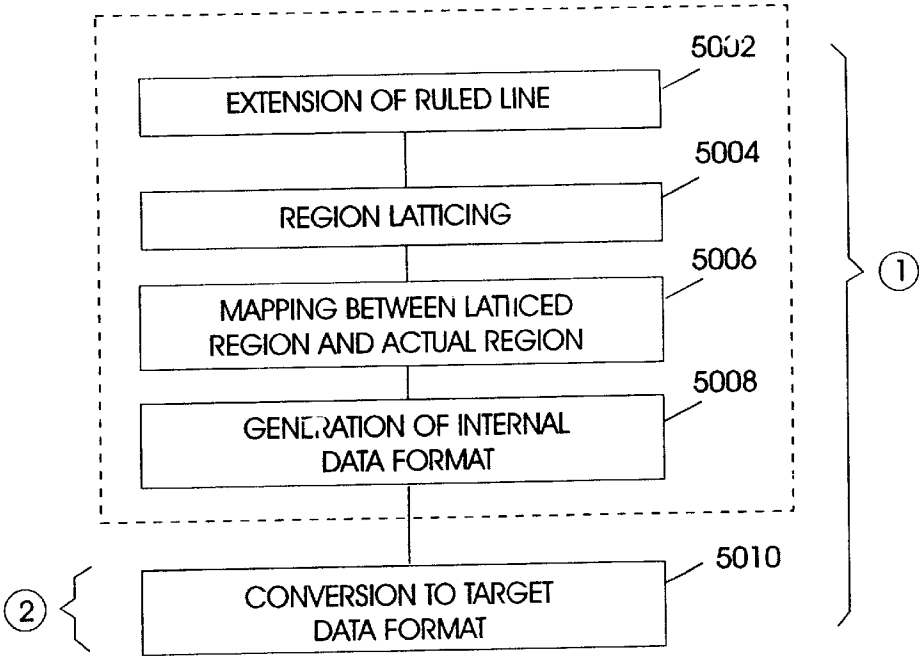 5002
EXTENSION OF RULED LINE
5004
REGION LATTICING
5006
MAPPING BETWEEN LATTICED
REGION AND ACTUAL REGION
1
5008
GENERATION OF INTERNAL
DATA FORMAT
5010
CONVERSION TO TARGET
DATA FORMAT
2